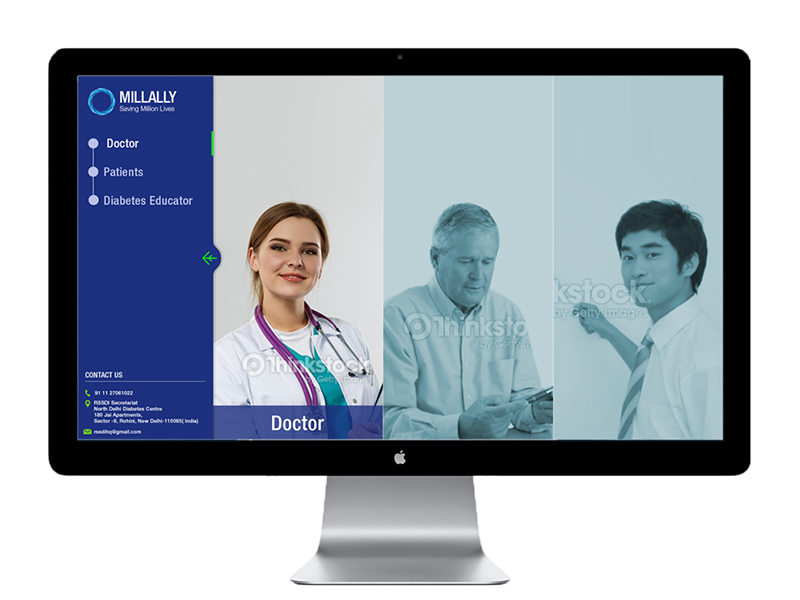 MILLALLY
Saving Million Lives
Doctor
Patients
Diabetes Educator
CONTACT US
91 11 27061022
RSSDI Secretariat
North Delhi Diabetes Centre
180 Jai Apartments,
Sector -9, Rohini, New Delhi-110085( India)
rssdihq@gmail.com
Thinkstock
by Getty Images
Doctor
Thinksto
by Getty I
kstock
by Getty Images